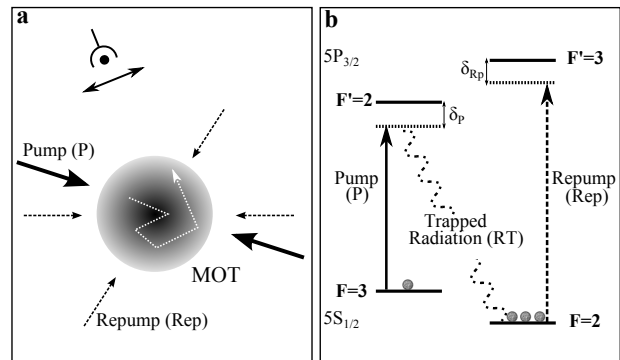 a
Pump (P)
MOT
Repump (Rep)
b
5P3/2
F'=3
δRp
F'=2
δP
Pump
(P)
Repump
(Rep)
Trapped
Radiation (RT)
F=3
5S1/2
F=2